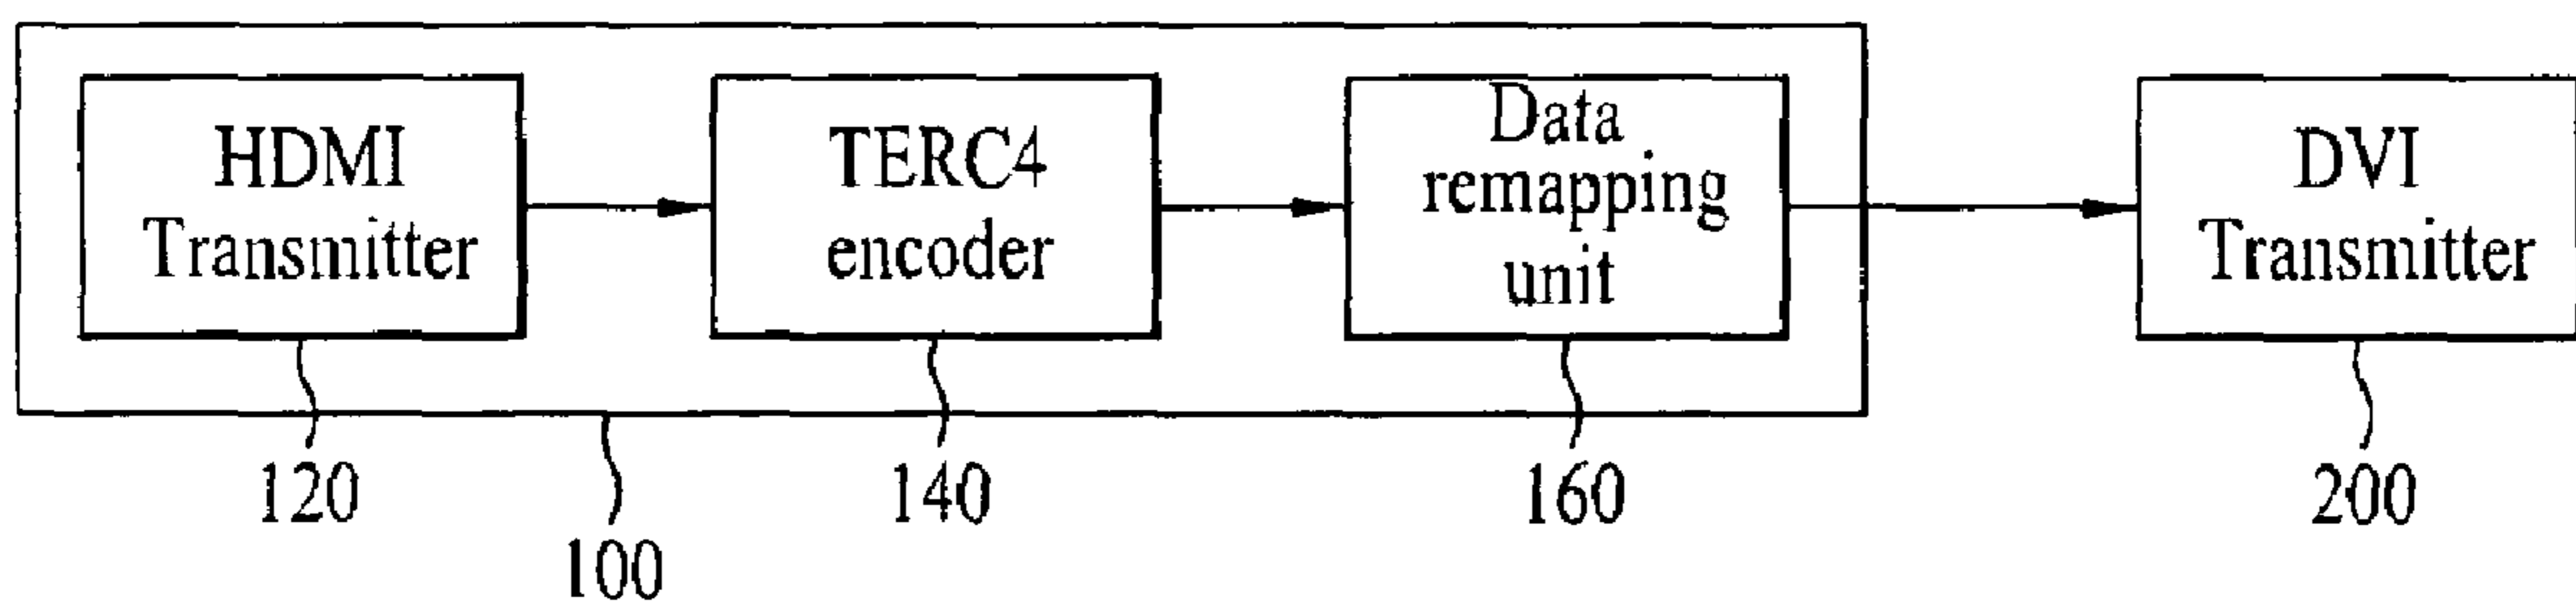 HDMI
Transmitter
TERC4
encoder
Data
remapping
unit
DVI
Transmitter
120
140
160
200
100